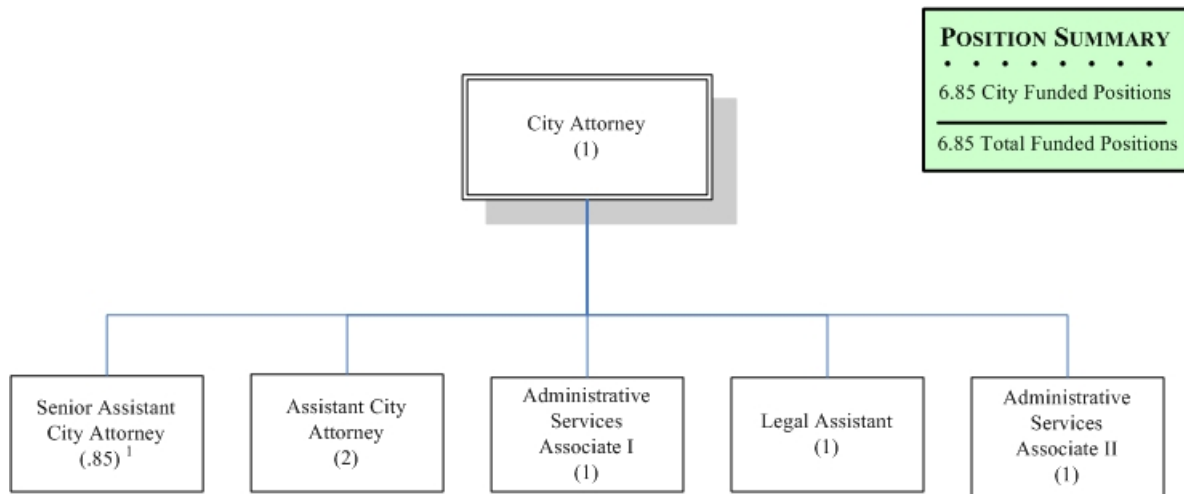 POSITION SUMMARY
6.85 City Funded Positions
6.85 Total Funded Positions
City Attorney
(1)
Senior Assistant
City Attorney
(.85) 1
Assistant City
Attorney
(2)
Administrative
Services
Associate I
(1)
Legal Assistant
(1)
Administrative
Services
Associate II
(1)